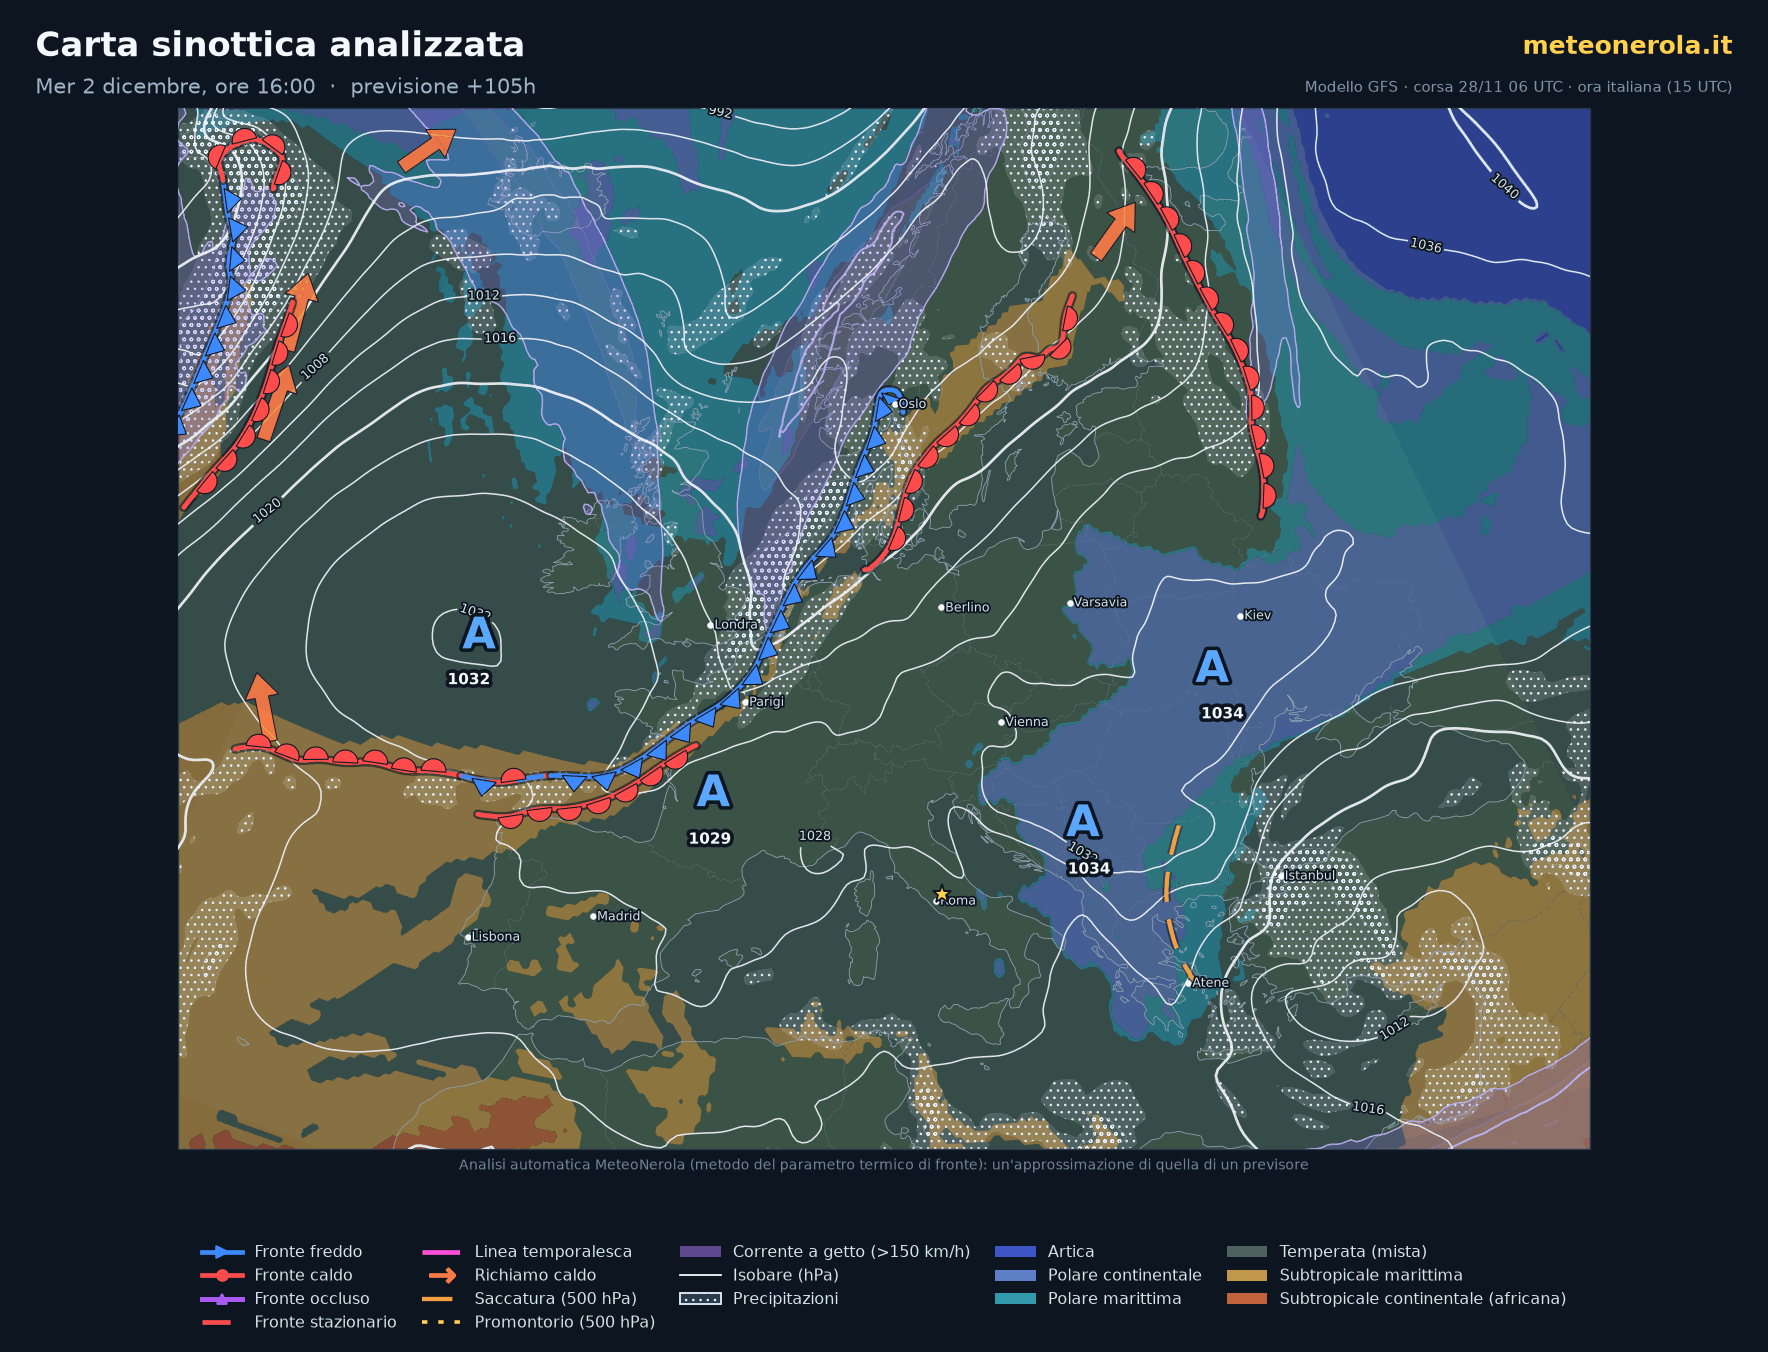 Carta sinottica analizzata
meteonerola.it
Mer 2 dicembre, ore 16:00 · previsione +105h
Modello GFS · corsa 28/11 06 UTC · ora italiana (15 UTC)
992
1040
1036
1012
1016
1008
Oslo
1020
Berlino
Varsavia
Kiev
Londra
1032
A
1032
A
1034
Parigi
Vienna
A
1029
1028
A
1032
1034
Istanbul
Roma
Madrid
Lisbona
Atene
1012
1016
Analisi automatica MeteoNerola (metodo del parametro termico di fronte): un'approssimazione di quella di un previsore
Fronte freddo
Linea temporalesca
Corrente a getto (>150 km/h)
Artica
Temperata (mista)
Fronte caldo
Richiamo caldo
Isobare (hPa)
Polare continentale
Subtropicale marittima
Fronte occluso
Saccatura (500 hPa)
Precipitazioni
Polare marittima
Subtropicale continentale (africana)
Fronte stazionario
Promontorio (500 hPa)